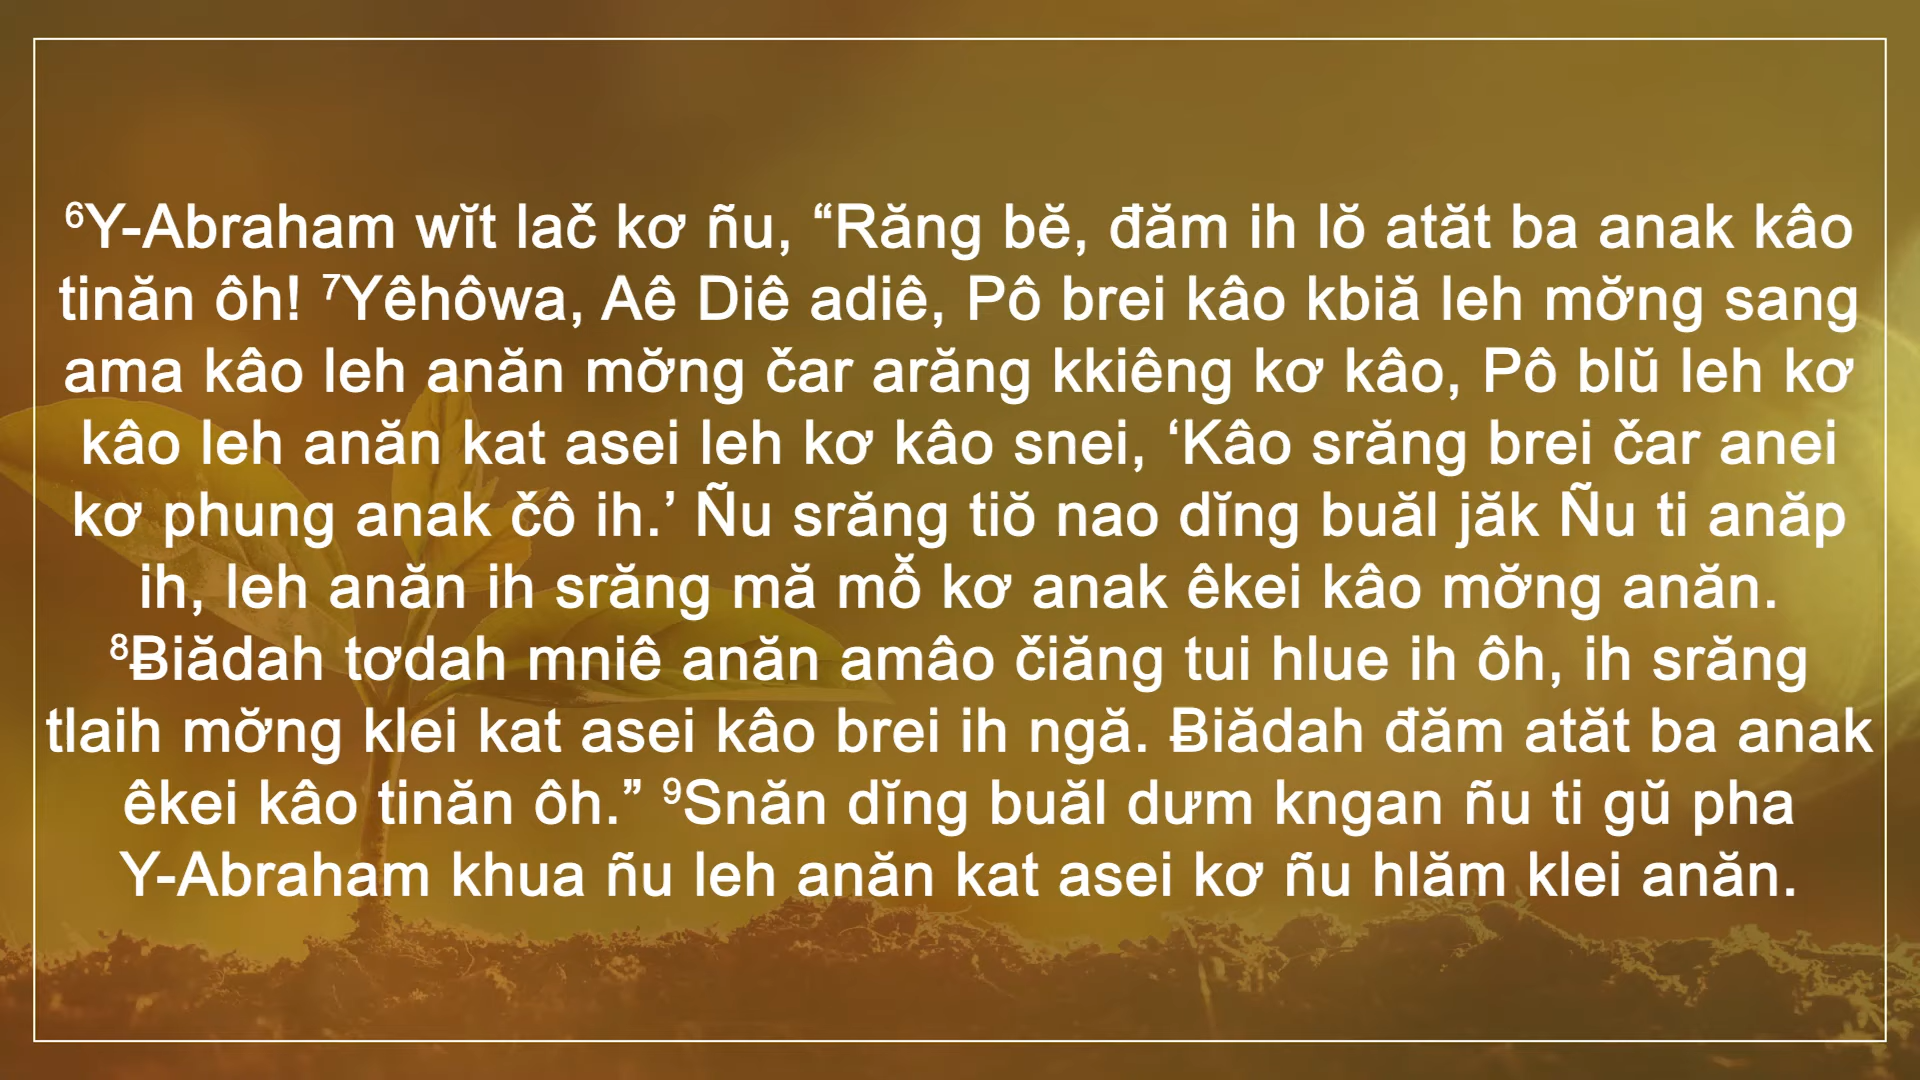 ⁶Y-Abraham wĭt lač kơ ñu, “Răng bĕ, đăm ih lŏ atăt ba anak kâo
tinăn ôh! ⁷Yêhôwa, Aê Diê adiê, Pô brei kâo kbiă leh mơ̆ng sang
ama kâo leh anăn mơ̆ng čar arăng kkiêng kơ kâo, Pô blŭ leh kơ
kâo leh anăn kat asei leh kơ kâo snei, ‘Kâo srăng brei čar anei
kơ phung anak čô ih.’ Ñu srăng tiŏ nao dĭng buăl jăk Ñu ti anăp
ih, leh anăn ih srăng mă mô̆ kơ anak êkei kâo mơ̆ng anăn.
⁸Ƀiădah tơdah mniê anăn amâo čiăng tui hlue ih ôh, ih srăng
tlaih mơ̆ng klei kat asei kâo brei ih ngă. Ƀiădah đăm atăt ba anak
êkei kâo tinăn ôh.” ⁹Snăn dĭng buăl dưm kngan ñu ti gŭ pha
Y-Abraham khua ñu leh anăn kat asei kơ ñu hlăm klei anăn.